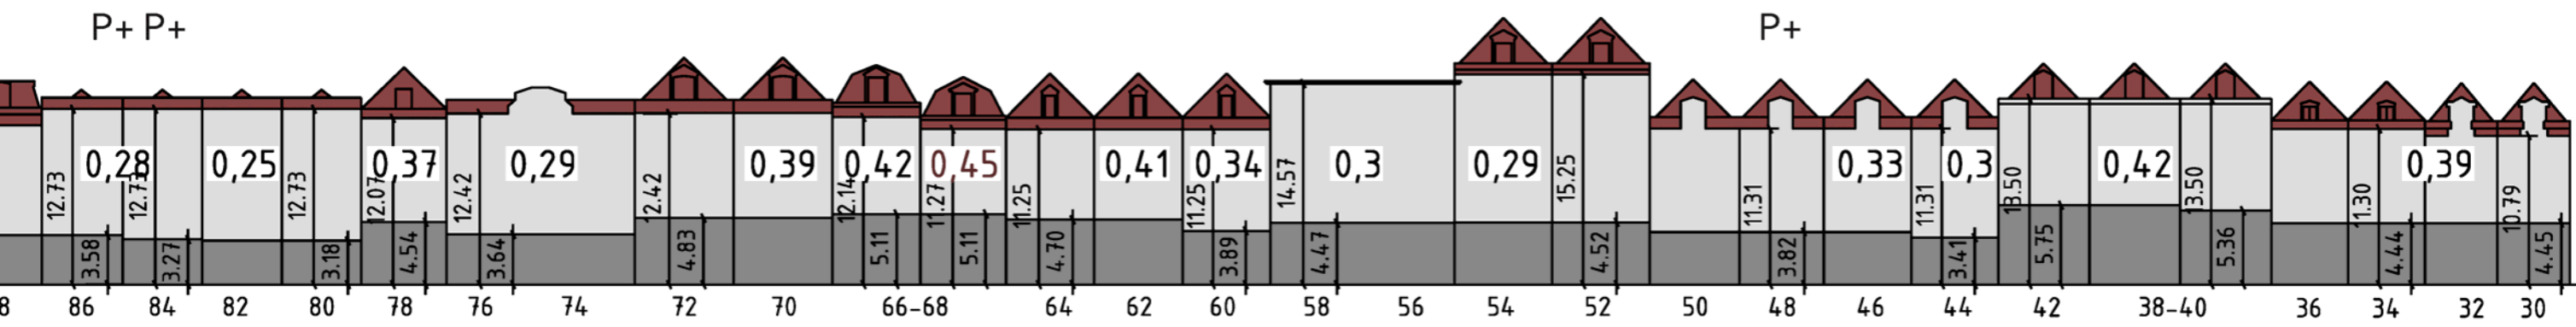 P+ P+ P+
0,28 0,25 0,37 0,29 0,39 0,42 0,45 0,41 0,34 0,3 0,29 0,33 0,3 0,42 0,39
12.73 12.73 12.73 12.07 12.42 12.42 12.14 11.27 11.25 11.25 14.57 15.25 11.31 11.31 13.50 13.50 1.30 10.79
3.58 3.27 3.18 4.54 3.64 4.83 5.11 5.11 4.70 3.89 4.47 4.52 3.82 3.41 5.75 5.36 4.44 4.45
8 86 84 82 80 78 76 74 72 70 66-68 64 62 60 58 56 54 52 50 48 46 44 42 38-40 36 34 32 30